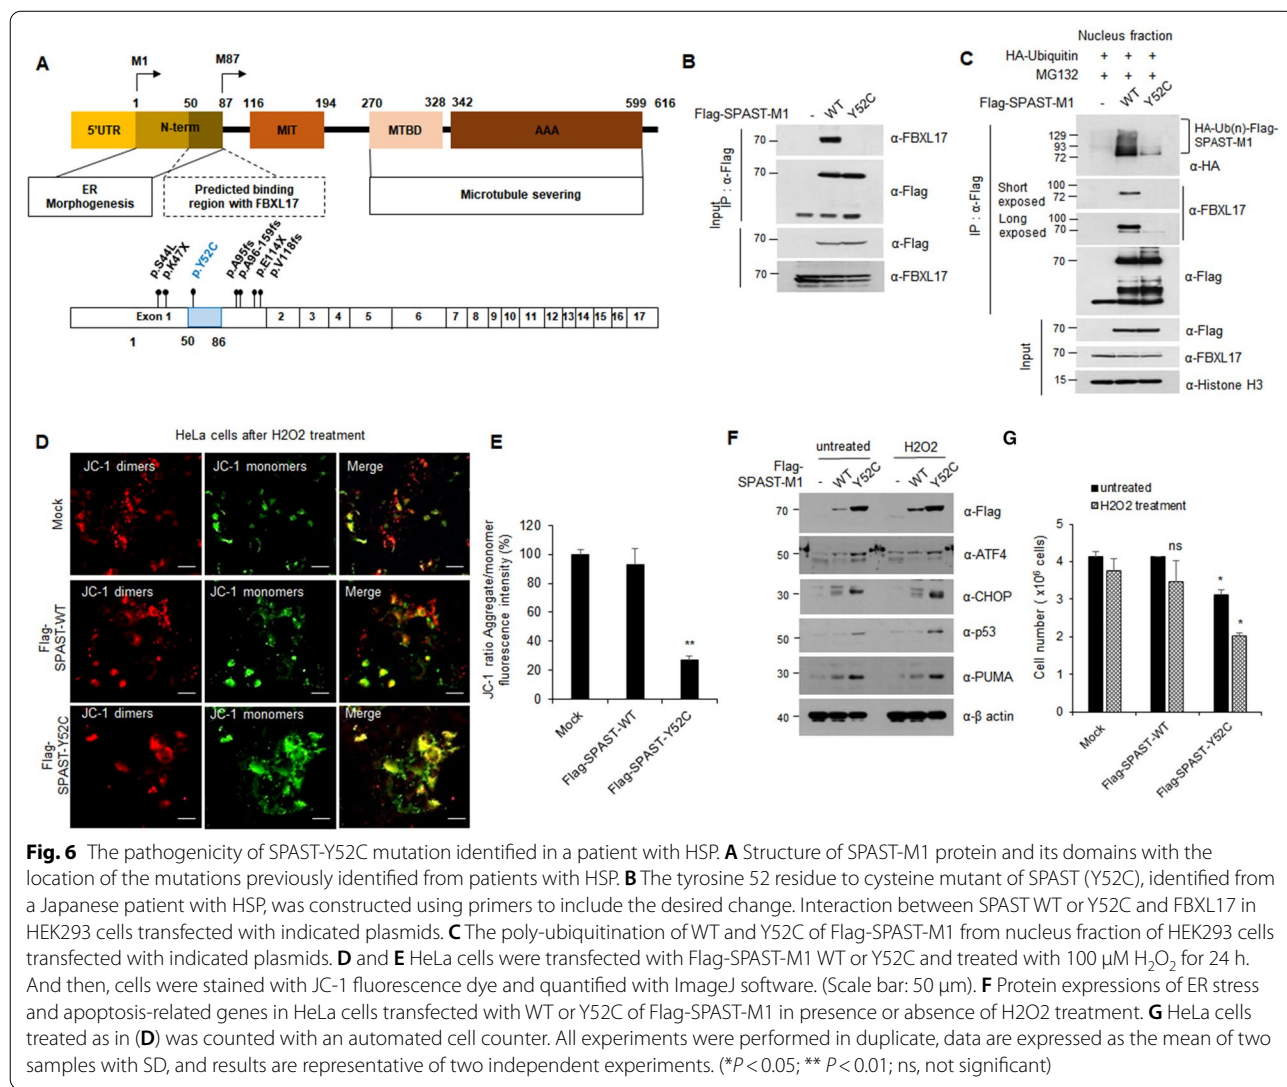 A
M1
M87
1
50
87
116
194
270
328
342
599
616
5'UTR
N-term
MIT
MTBD
AAA
ER
Morphogenesis
Predicted binding
region with FBXL17
Microtubule severing
p.S44L
p.K47X
p.Y52C
p.A95fs
p.A96-159fs
p.E114X
p.V118fs
Exon 1
2
3
4
5
6
7
8
9
10
11
12
13
14
15
16
17
1
50
86
B
Flag-SPAST-M1
-
WT
Y52C
IP : α-Flag
70
α-FBXL17
70
α-Flag
Input
70
α-Flag
70
α-FBXL17
C
Nucleus fraction
HA-Ubiquitin + + +
MG132 + + +
Flag-SPAST-M1 - WT Y52C
IP : α-Flag
129
93
72
HA-Ub(n)-Flag-
SPAST-M1
α-HA
Short
exposed
100
72
Long
exposed
100
70
α-FBXL17
70
α-Flag
Input
70
α-Flag
70
α-FBXL17
15
α-Histone H3
D
HeLa cells after H2O2 treatment
Mock
JC-1 dimers
JC-1 monomers
Merge
Flag-
SPAST-WT
JC-1 dimers
JC-1 monomers
Merge
Flag-
SPAST-Y52C
JC-1 dimers
JC-1 monomers
Merge
E
JC-1 ratio Aggregate/monomer
fluorescence intensity (%)
120
100
80
60
40
20
0
**
Mock
Flag-SPAST-WT
Flag-SPAST-Y52C
F
untreated
H2O2
Flag-
SPAST-M1
- WT Y52C - WT Y52C
70
α-Flag
50
α-ATF4
30
α-CHOP
50
α-p53
30
α-PUMA
40
α-β actin
G
untreated
H2O2 treatment
Cell number ( x10⁶ cells)
5
4
3
2
1
0
ns
*
*
Mock
Flag-SPAST-WT
Flag-SPAST-Y52C
Fig. 6 The pathogenicity of SPAST-Y52C mutation identified in a patient with HSP. A Structure of SPAST-M1 protein and its domains with the
location of the mutations previously identified from patients with HSP. B The tyrosine 52 residue to cysteine mutant of SPAST (Y52C), identified from
a Japanese patient with HSP, was constructed using primers to include the desired change. Interaction between SPAST WT or Y52C and FBXL17 in
HEK293 cells transfected with indicated plasmids. C The poly-ubiquitination of WT and Y52C of Flag-SPAST-M1 from nucleus fraction of HEK293 cells
transfected with indicated plasmids. D and E HeLa cells were transfected with Flag-SPAST-M1 WT or Y52C and treated with 100 μM H₂O₂ for 24 h.
And then, cells were stained with JC-1 fluorescence dye and quantified with ImageJ software. (Scale bar: 50 μm). F Protein expressions of ER stress
and apoptosis-related genes in HeLa cells transfected with WT or Y52C of Flag-SPAST-M1 in presence or absence of H2O2 treatment. G HeLa cells
treated as in (D) was counted with an automated cell counter. All experiments were performed in duplicate, data are expressed as the mean of two
samples with SD, and results are representative of two independent experiments. (*P < 0.05; ** P < 0.01; ns, not significant)